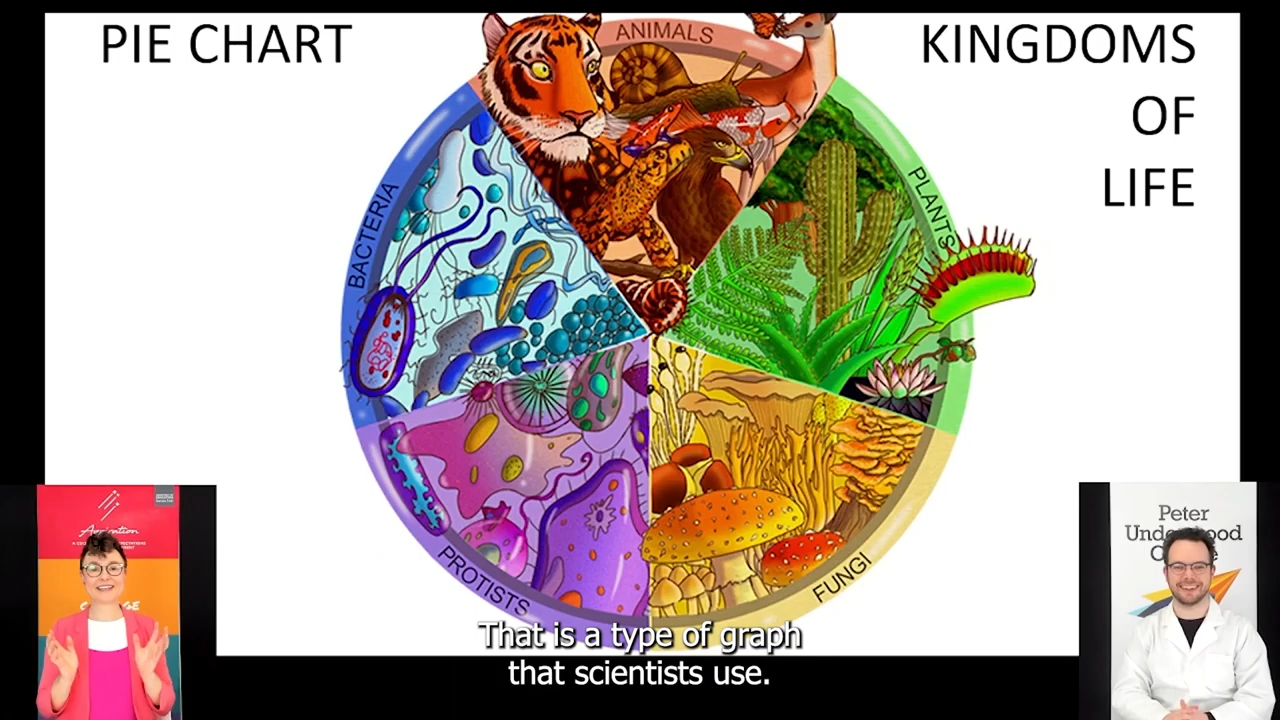 PIE CHART
KINGDOMS
OF
LIFE
ANIMALS
PLANTS
BACTERIA
PROTISTS
FUNGI
Peter
Und
That is a type of graph
that scientists use.